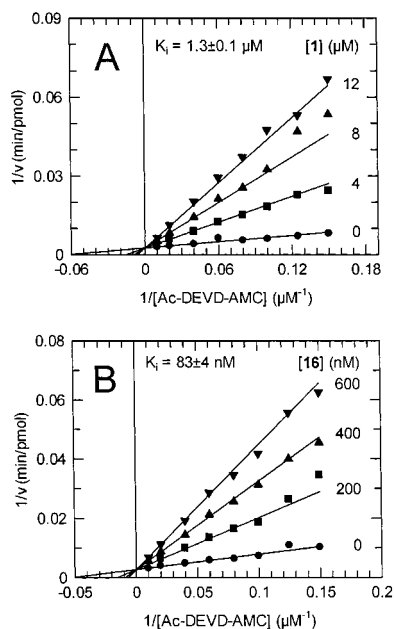 A
Kᵢ = 1.3±0.1 μM
[1] (μM)
12
8
4
0
0.09
0.06
0.03
0
1/v (min/pmol)
-0.06 0 0.06 0.12 0.18
1/[Ac-DEVD-AMC] (μM⁻¹)
B
Kᵢ = 83±4 nM
[16] (nM)
600
400
200
0
0.08
0.06
0.04
0.02
0
1/v (min/pmol)
-0.05 0 0.05 0.1 0.15 0.2
1/[Ac-DEVD-AMC] (μM⁻¹)